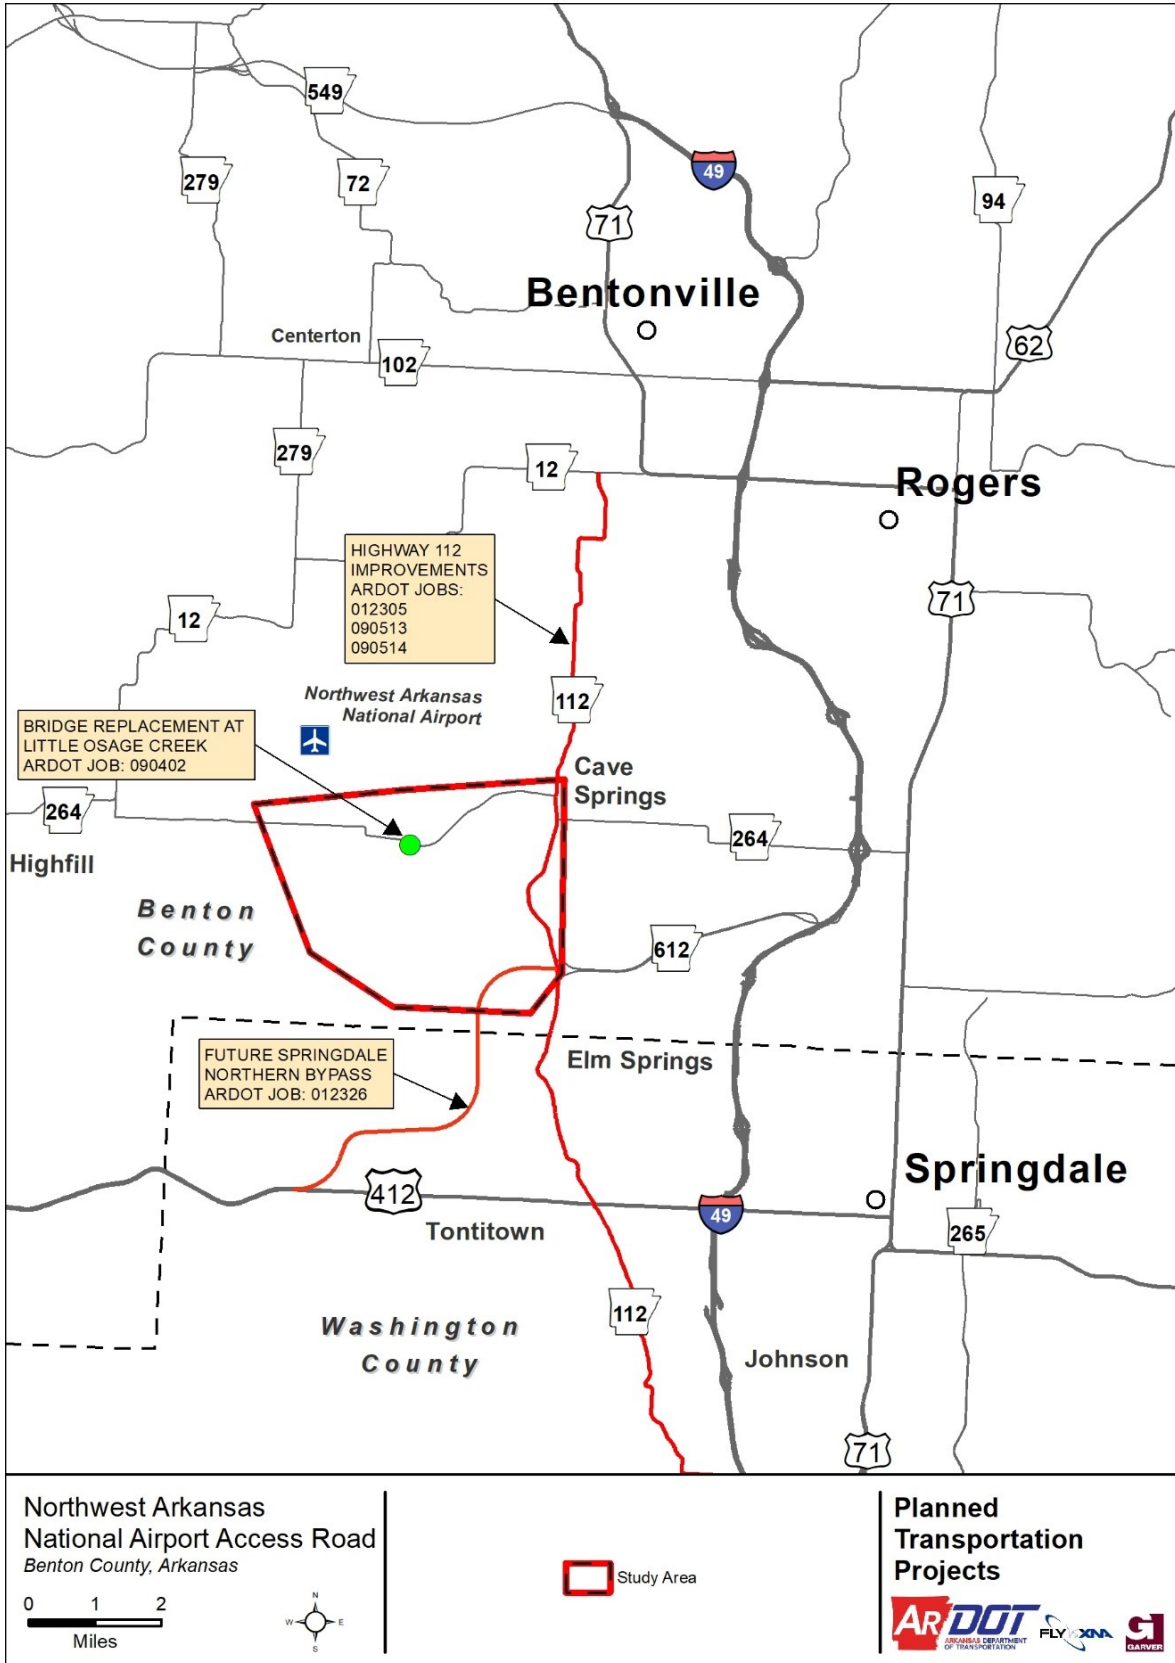 549
279
72
49
94
71
Bentonville
62
Centerton
102
279
12
Rogers
HIGHWAY 112
IMPROVEMENTS
ARDOT JOBS:
012305
090513
090514
71
12
112
Northwest Arkansas
National Airport
BRIDGE REPLACEMENT AT
LITTLE OSAGE CREEK
ARDOT JOB: 090402
Cave
Springs
264
264
Highfill
Benton
County
612
FUTURE SPRINGDALE
NORTHERN BYPASS
ARDOT JOB: 012326
Elm Springs
Springdale
412
49
265
Tontitown
112
Washington
County
Johnson
71
Northwest Arkansas
National Airport Access Road
Benton County, Arkansas
0 1 2
Miles
N
W E
S
Study Area
Planned
Transportation
Projects
ARDOT
ARKANSAS DEPARTMENT
OF TRANSPORTATION
FLY XNA
GARVER